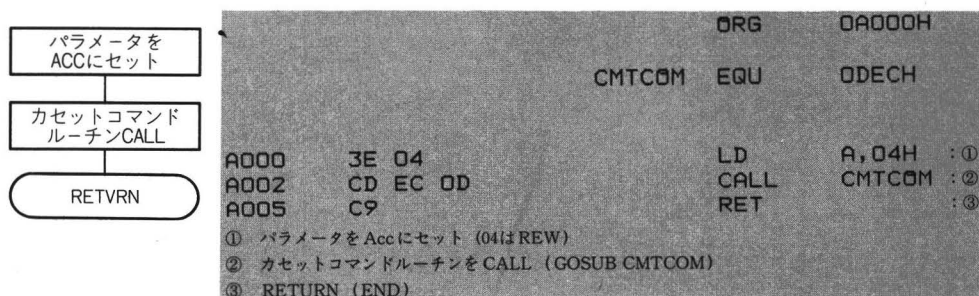 パラメータを
ACCにセット
カセットコマンド
ルーチンCALL
RETVRN
ORG 0A000H
CMTCOM EQU 0DECH
A000 3E 04 LD A,04H :①
A002 CD EC 0D CALL CMTCOM :②
A005 C9 RET :③
① パラメータをAccにセット (04はREW)
② カセットコマンドルーチンをCALL (GOSUB CMTCOM)
③ RETURN (END)